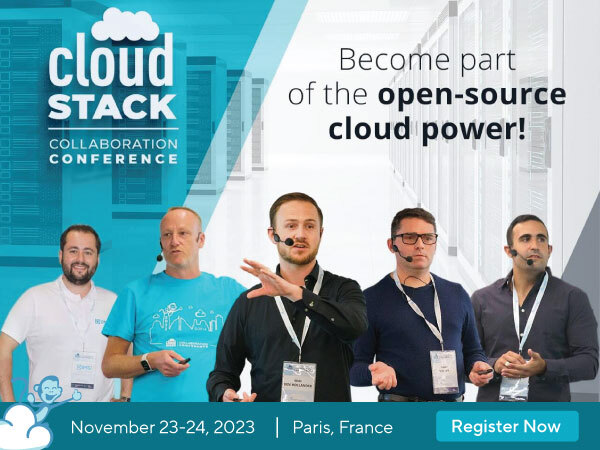 cloud
STACK
COLLABORATION
CONFERENCE
Become part
of the open-source
cloud power!
November 23-24, 2023 | Paris, France
Register Now